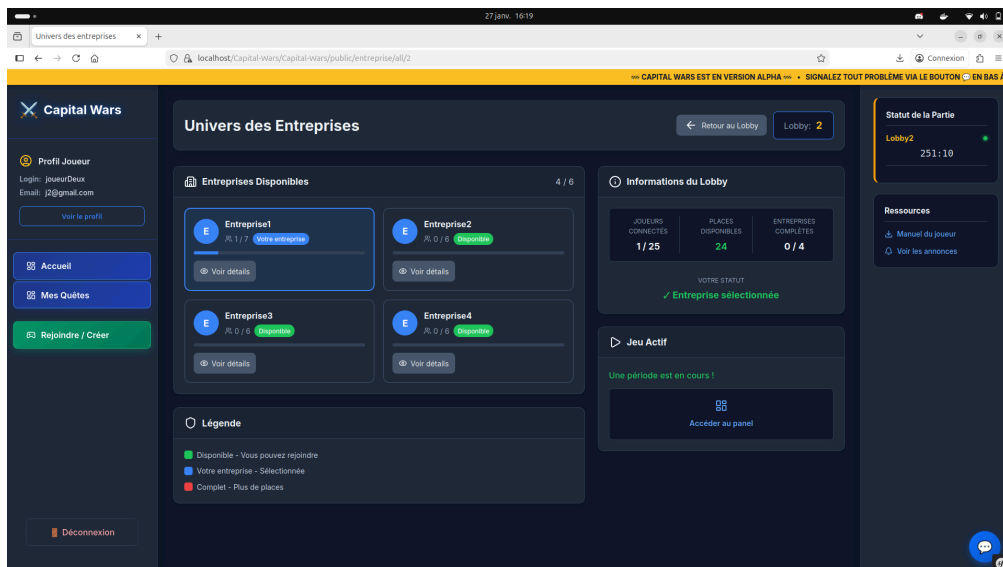 27 janv.  16:19
Univers des entreprises
localhost/Capital-Wars/Capital-Wars/public/entreprise/all/2
Connexion
CAPITAL WARS EST EN VERSION ALPHA • SIGNALEZ TOUT PROBLÈME VIA LE BOUTON 💬 EN BAS À
Capital Wars
Profil Joueur
Login: joueurDeux
Email: j2@gmail.com
Voir le profil
Accueil
Mes Quêtes
Rejoindre / Créer
Déconnexion
Univers des Entreprises
Retour au Lobby
Lobby: 2
Entreprises Disponibles
4 / 6
E
Entreprise1
1 / 7 Votre entreprise
Voir détails
E
Entreprise2
0 / 6 Disponible
Voir détails
E
Entreprise3
0 / 6 Disponible
Voir détails
E
Entreprise4
0 / 6 Disponible
Voir détails
Légende
Disponible - Vous pouvez rejoindre
Votre entreprise - Sélectionnée
Complet - Plus de places
Informations du Lobby
JOUEURS CONNECTÉS
1 / 25
PLACES DISPONIBLES
24
ENTREPRISES COMPLÈTES
0 / 4
VOTRE STATUT
✓ Entreprise sélectionnée
Jeu Actif
Une période est en cours !
Accéder au panel
Statut de la Partie
Lobby2
251:10
Ressources
Manuel du joueur
Voir les annonces